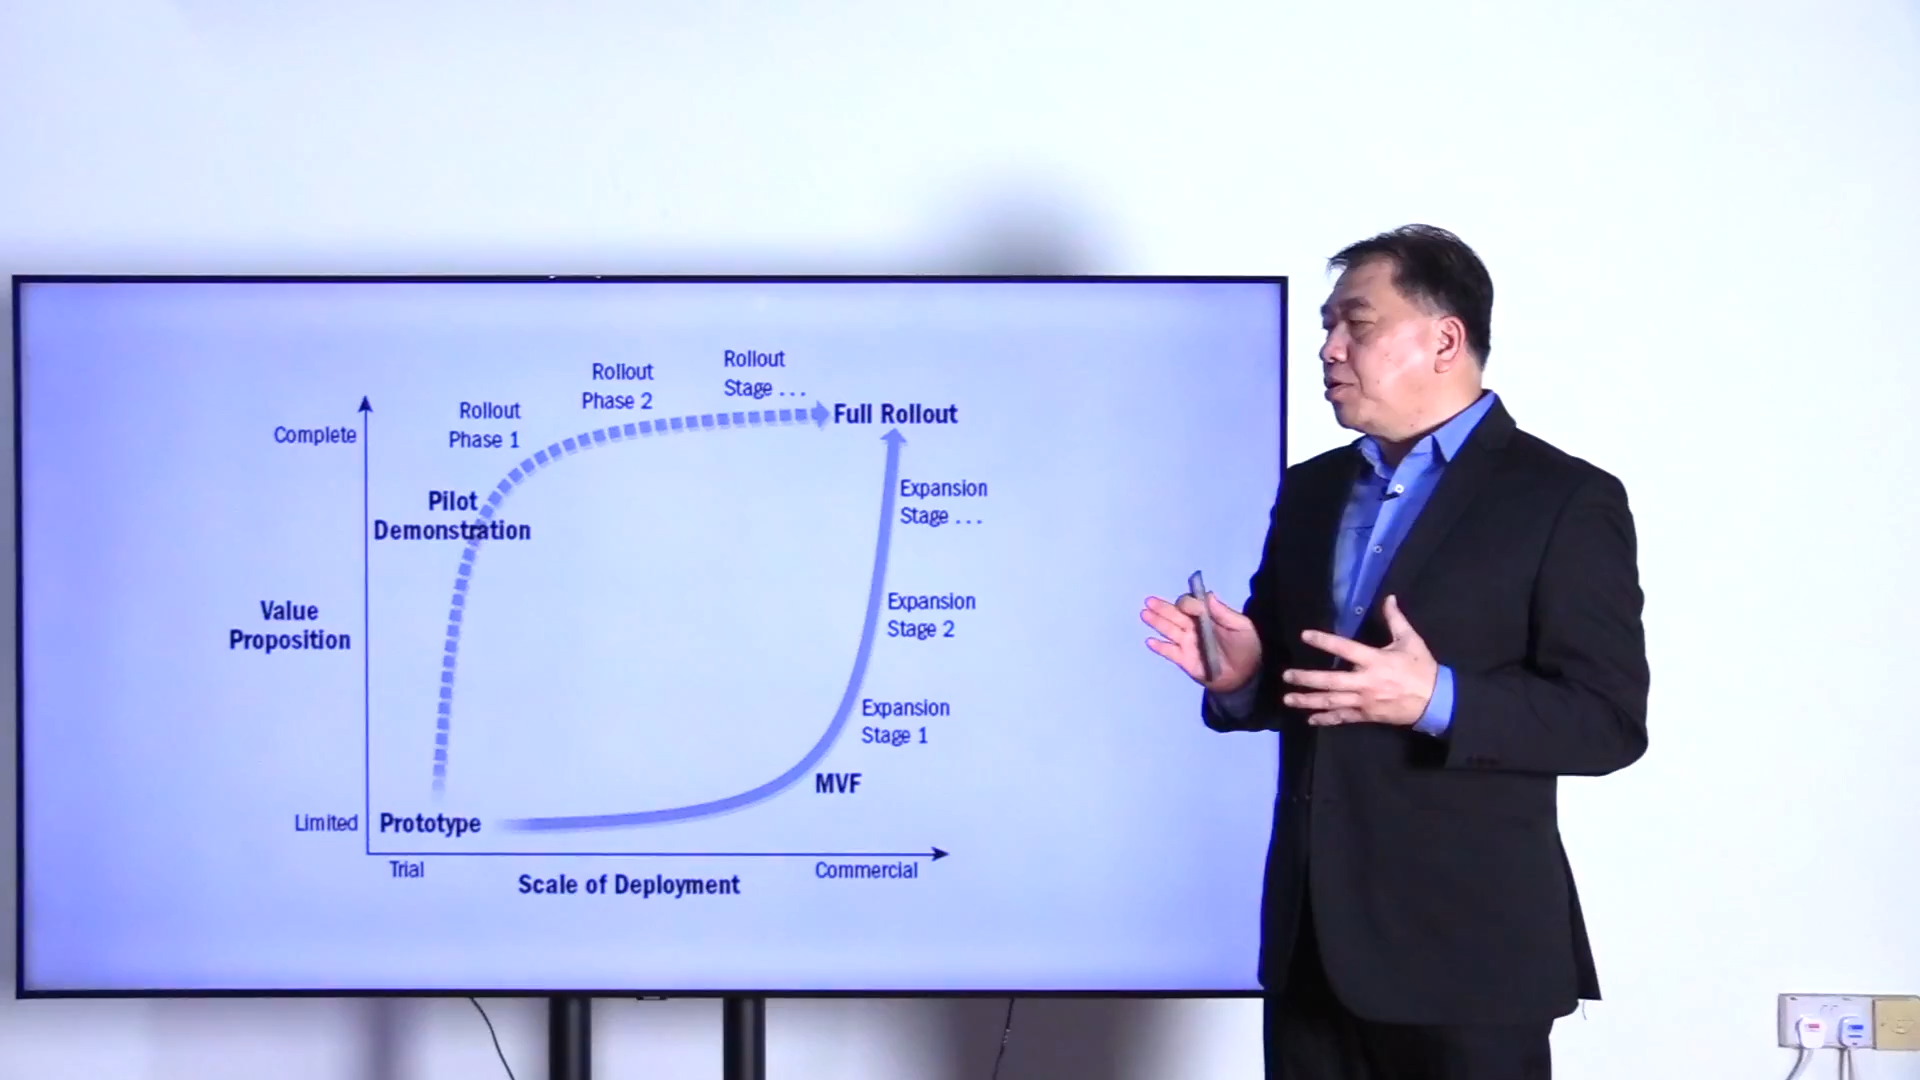 Rollout
Stage . . .
Rollout
Phase 2
Rollout
Phase 1
Full Rollout
Complete
Pilot
Demonstration
Expansion
Stage . . .
Value
Proposition
Expansion
Stage 2
Expansion
Stage 1
MVF
Limited
Prototype
Trial
Commercial
Scale of Deployment